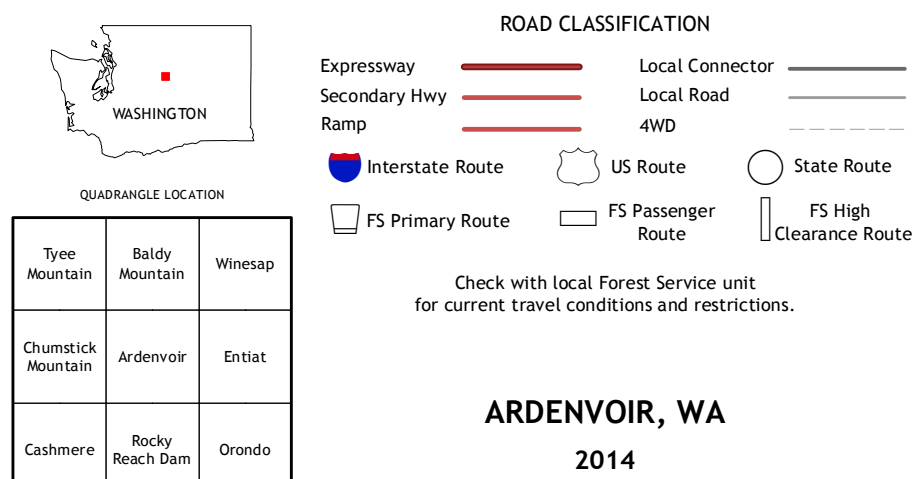 WASHINGTON
QUADRANGLE LOCATION
Tyee
Mountain
Baldy
Mountain
Winesap
Chumstick
Mountain
Ardenvoir
Entiat
Cashmere
Rocky
Reach Dam
Orondo
ROAD CLASSIFICATION
Expressway
Local Connector
Secondary Hwy
Local Road
Ramp
4WD
Interstate Route
US Route
State Route
FS Primary Route
FS Passenger
Route
FS High
Clearance Route
Check with local Forest Service unit
for current travel conditions and restrictions.
ARDENVOIR, WA
2014